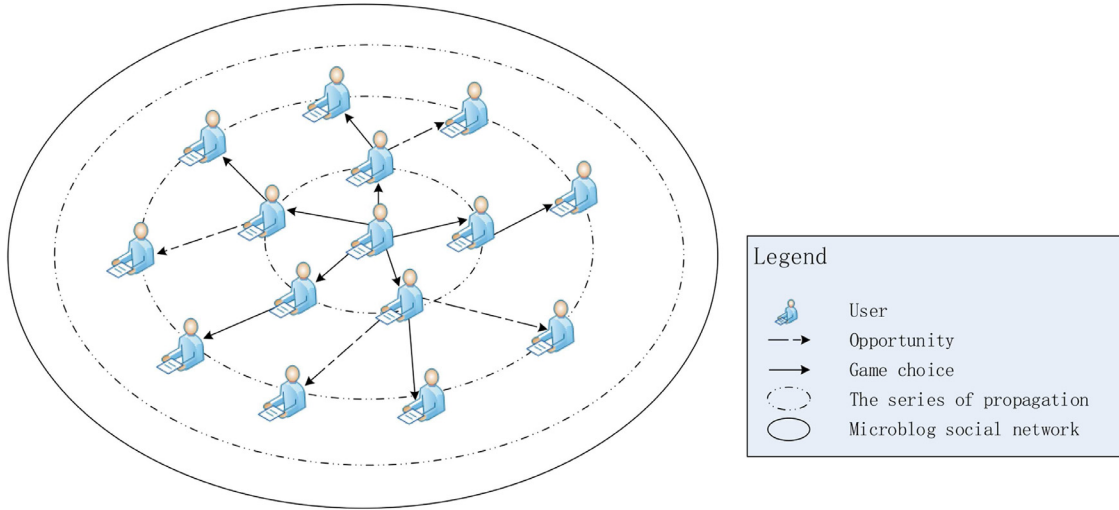 Legend
User
Opportunity
Game choice
The series of propagation
Microblog social network